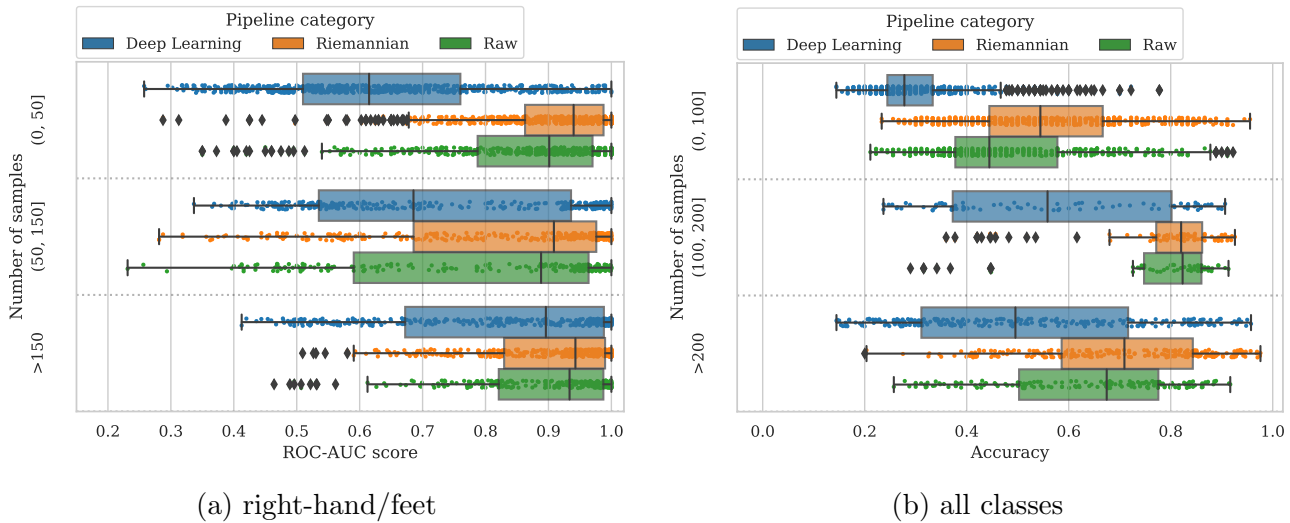 Pipeline category
Deep Learning Riemannian Raw
Number of samples
(0, 50]
(50, 150]
>150
0.2 0.3 0.4 0.5 0.6 0.7 0.8 0.9 1.0
ROC-AUC score
(a) right-hand/feet
Pipeline category
Deep Learning Riemannian Raw
Number of samples
(0, 100]
(100, 200]
>200
0.0 0.2 0.4 0.6 0.8 1.0
Accuracy
(b) all classes